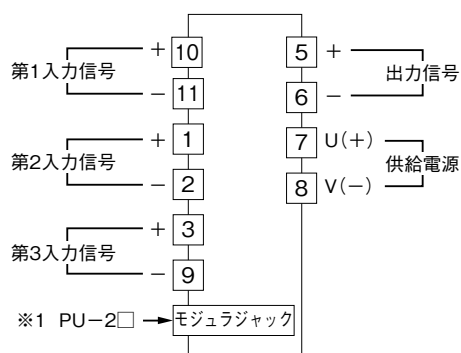 第1入力信号
+ 10
− 11
第2入力信号
+ 1
− 2
第3入力信号
+ 3
− 9
※1 PU−2□
モジュラジャック
5 +
6 −
出力信号
7 U(+)
8 V(−)
供給電源